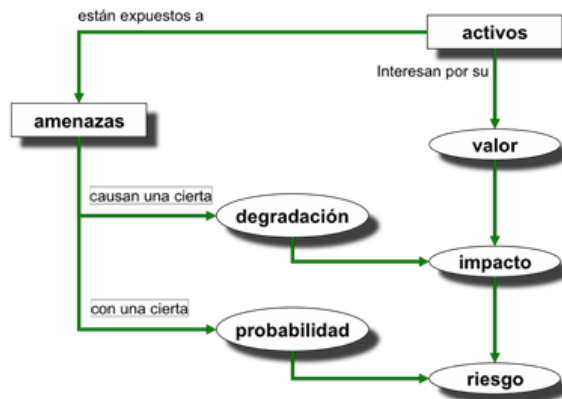 están expuestos a
activos
Interesan por su
amenazas
valor
causan una cierta
degradación
impacto
con una cierta
probabilidad
riesgo